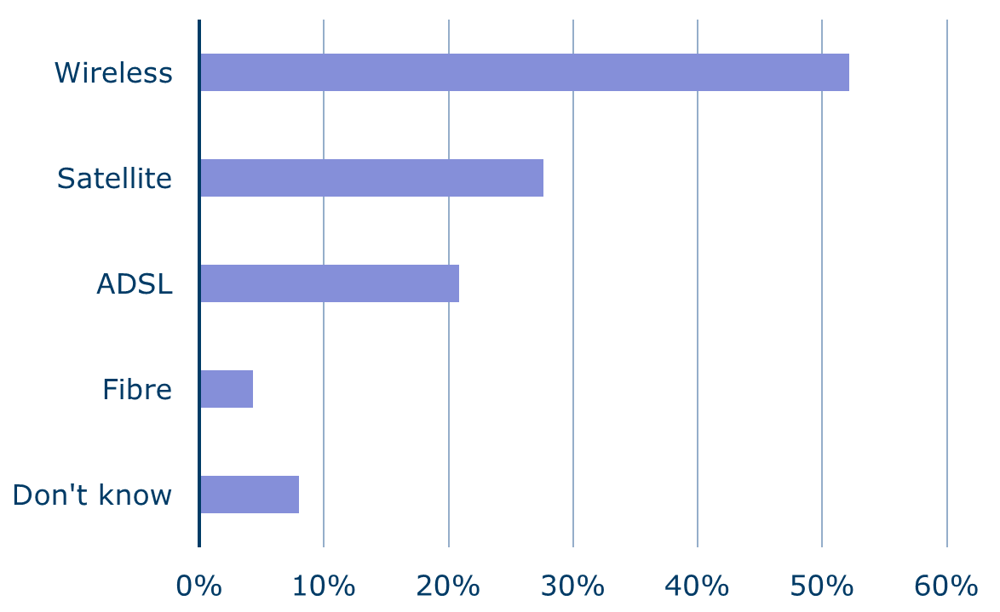 Wireless
Satellite
ADSL
Fibre
Don't know
0% 10% 20% 30% 40% 50% 60%